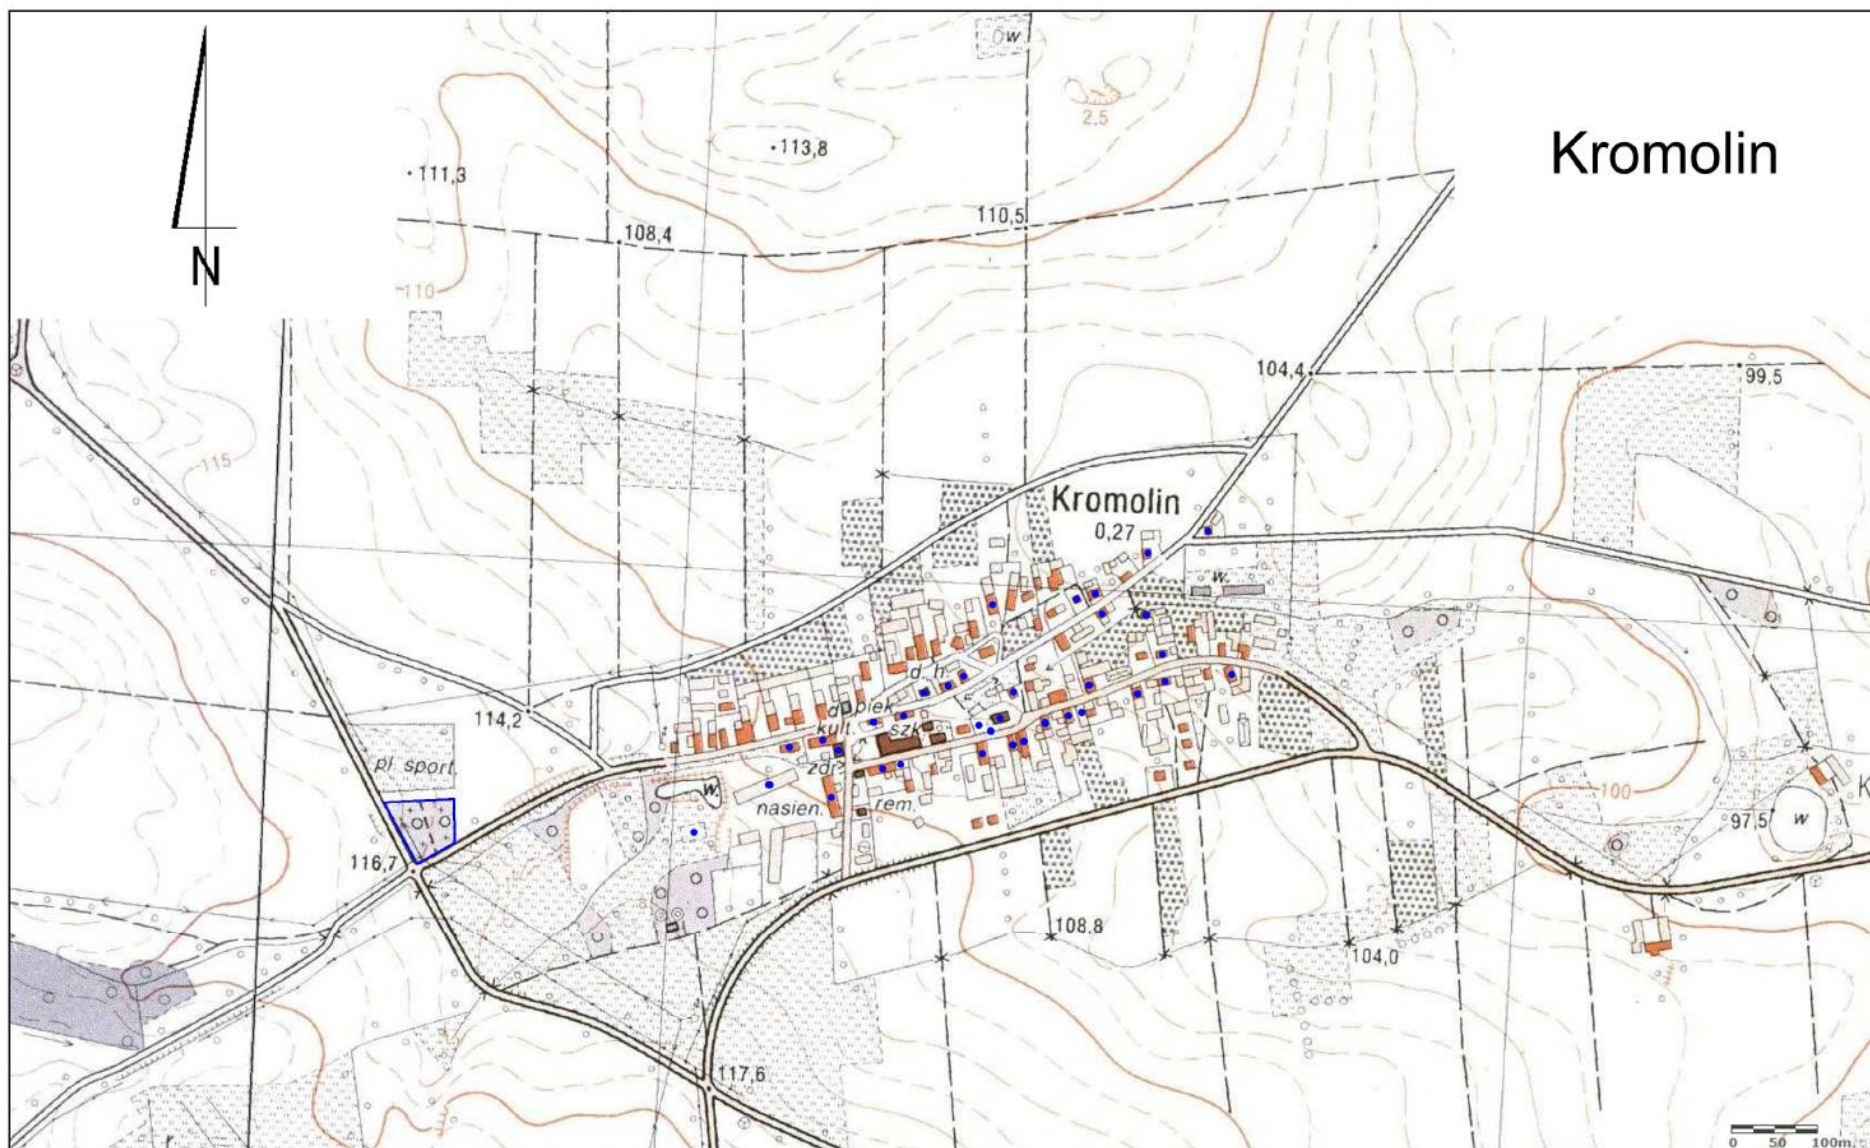 w
2.5
Kromolin
113,8
111,3
N
110,5
108,4
110
104,4
99,5
115
Kromolin
0,27
w.
d. h.
114,2
piek.
kult.
szk.
pl. sport.
zdr.
w.
nasien.
rem.
100
K
97,5
w
116,7
108.8
104,0
117,6
0 50 100m.